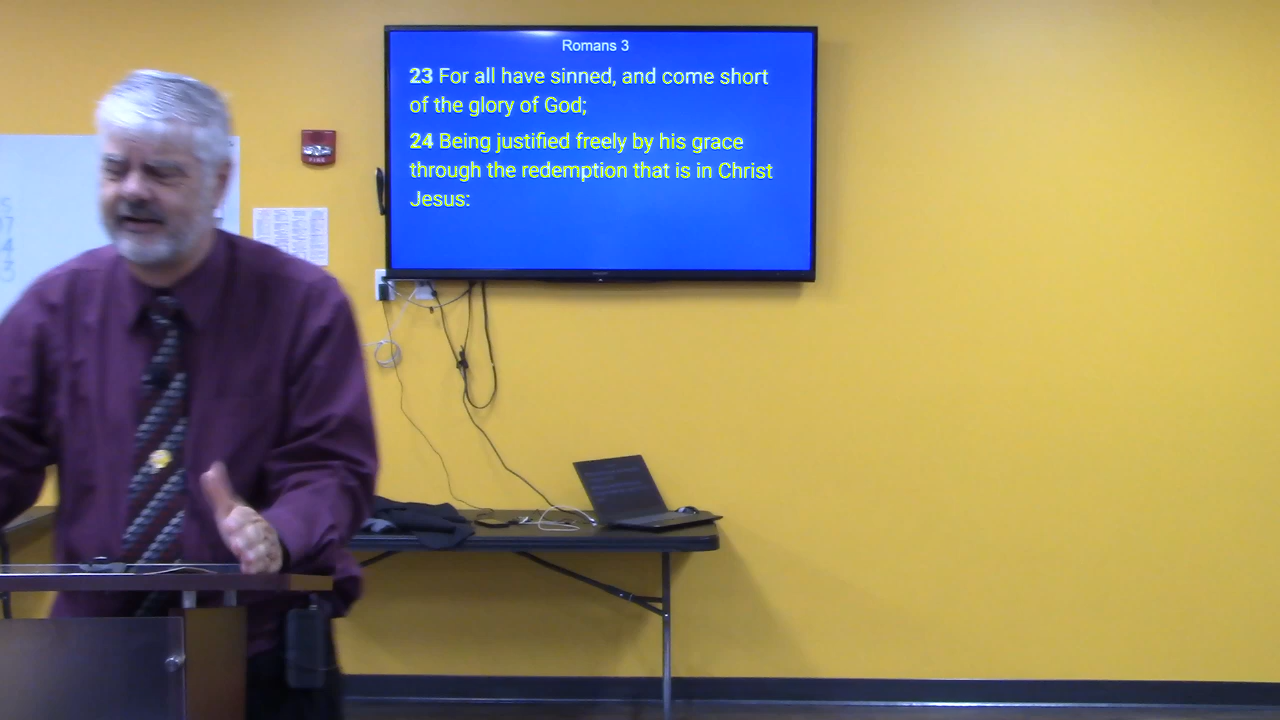 Romans 3
23 For all have sinned, and come short
of the glory of God;
24 Being justified freely by his grace
through the redemption that is in Christ
Jesus:
FIRE